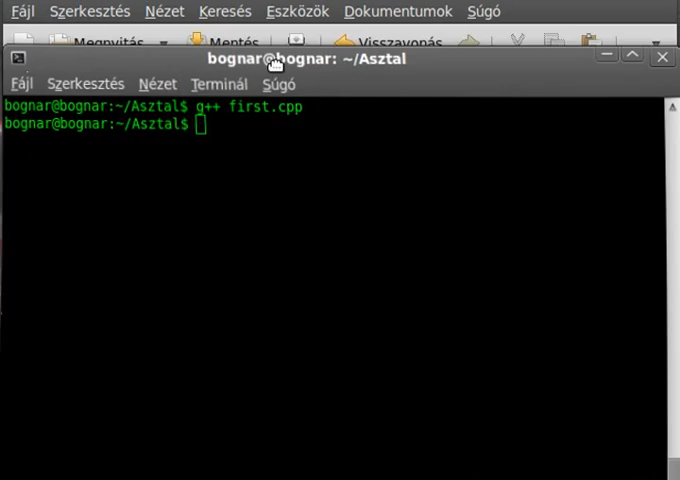 Fájl Szerkesztés Nézet Keresés Eszközök Dokumentumok Súgó
Megnyitás Mentés Visszavonás
bognar@bognar: ~/Asztal
Fájl Szerkesztés Nézet Terminál Súgó
bognar@bognar:~/Asztal$ g++ first.cpp
bognar@bognar:~/Asztal$